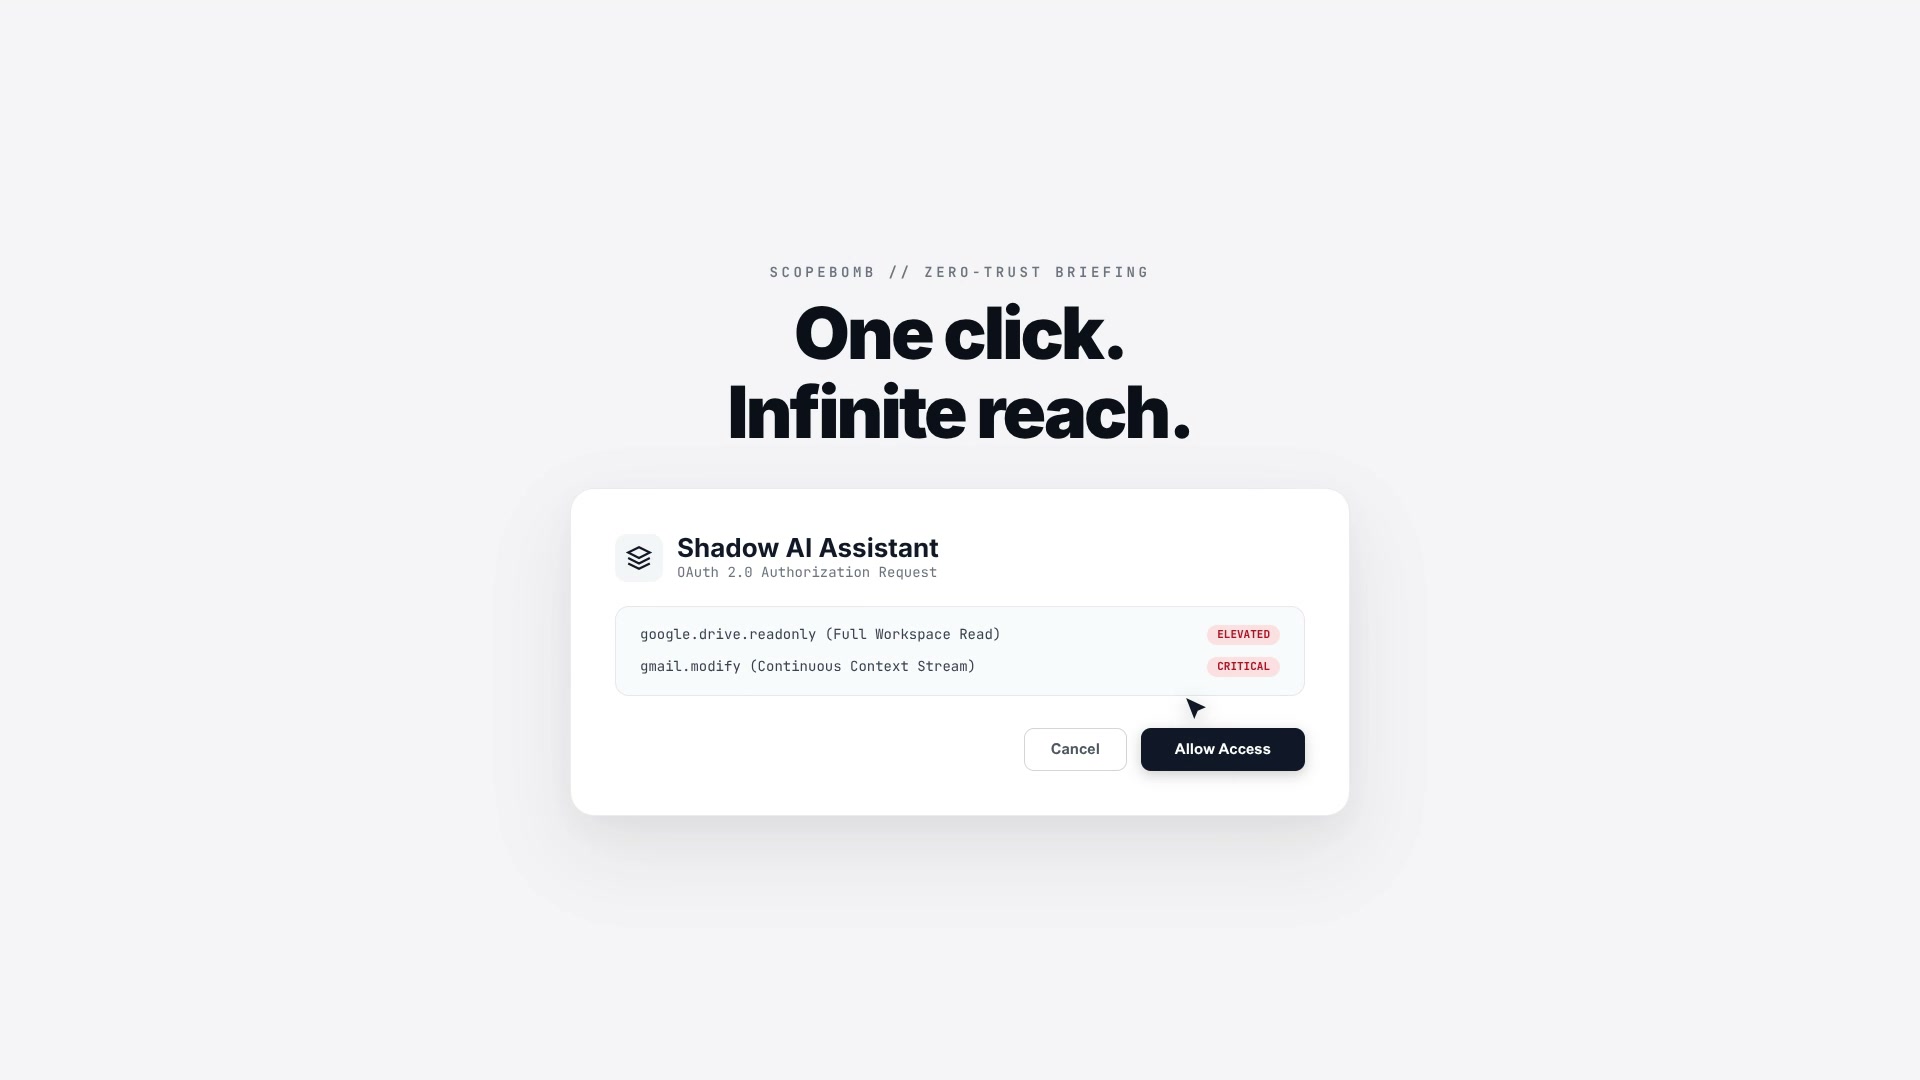 SCOPEBOMB // ZERO-TRUST BRIEFING
One click.
Infinite reach.
Shadow AI Assistant
OAuth 2.0 Authorization Request
google.drive.readonly (Full Workspace Read) ELEVATED
gmail.modify (Continuous Context Stream) CRITICAL
Cancel Allow Access